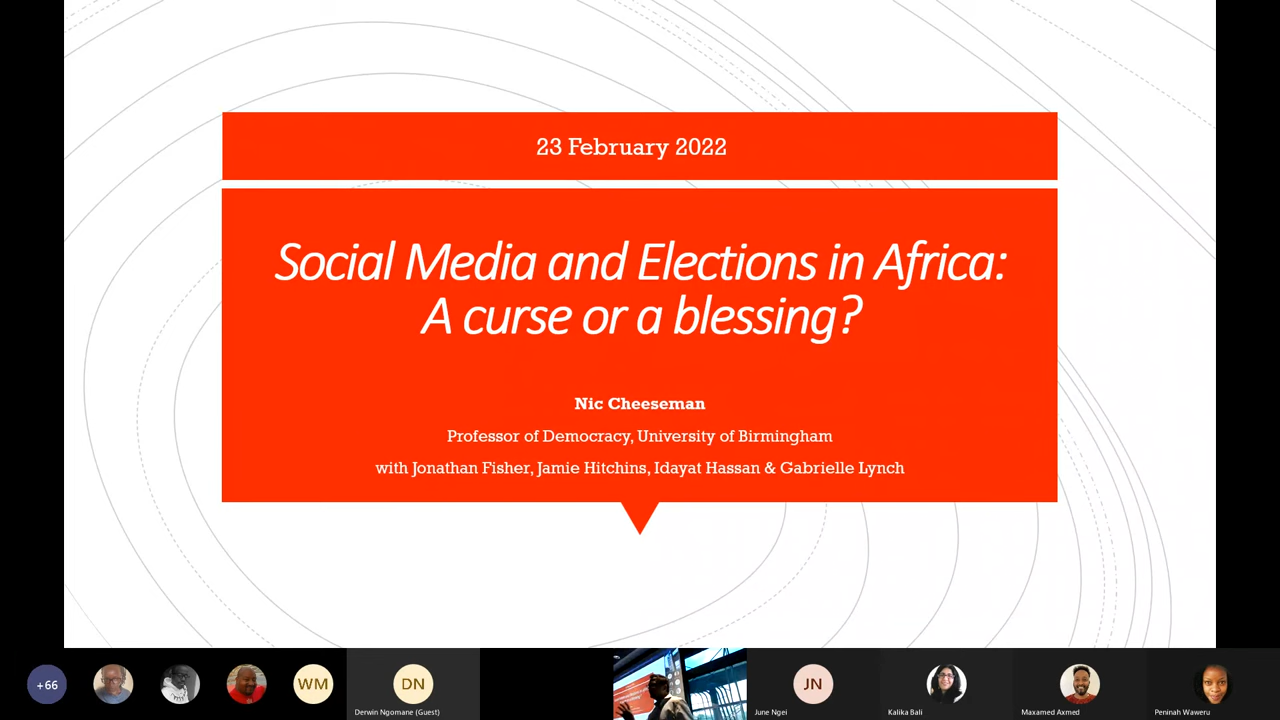 23 February 2022
Social Media and Elections in Africa:
A curse or a blessing?
Nic Cheeseman
Professor of Democracy, University of Birmingham
with Jonathan Fisher, Jamie Hitchins, Idayat Hassan & Gabrielle Lynch
+66
WM
DN
Derwin Ngomane (Guest)
JN
June Ngei
Kalika Bali
Maxamed Axmed
Peninah Waweru